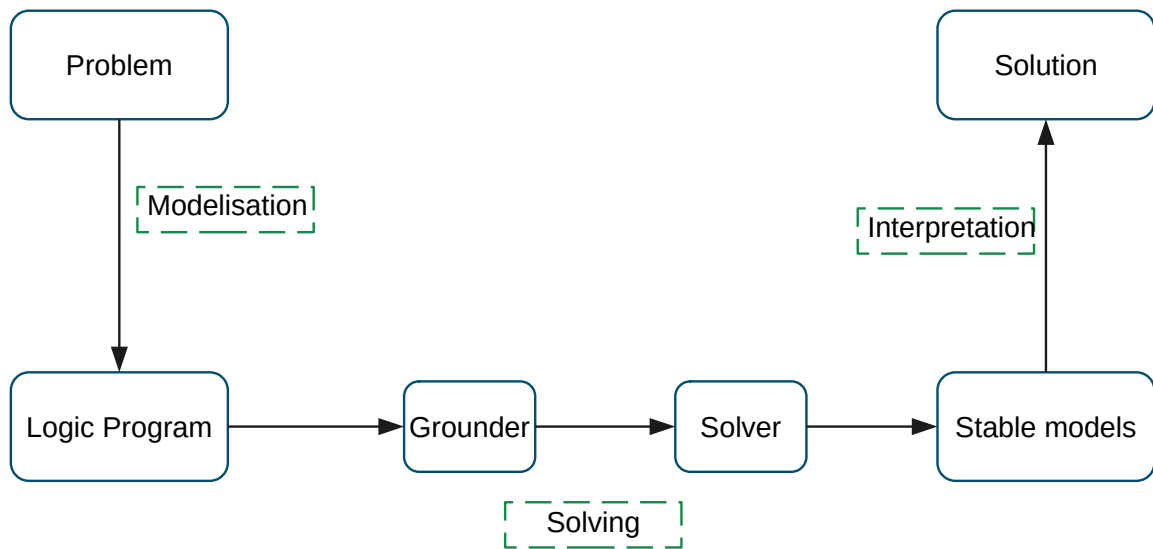 Problem
Solution
Modelisation
Interpretation
Logic Program
Grounder
Solver
Stable models
Solving